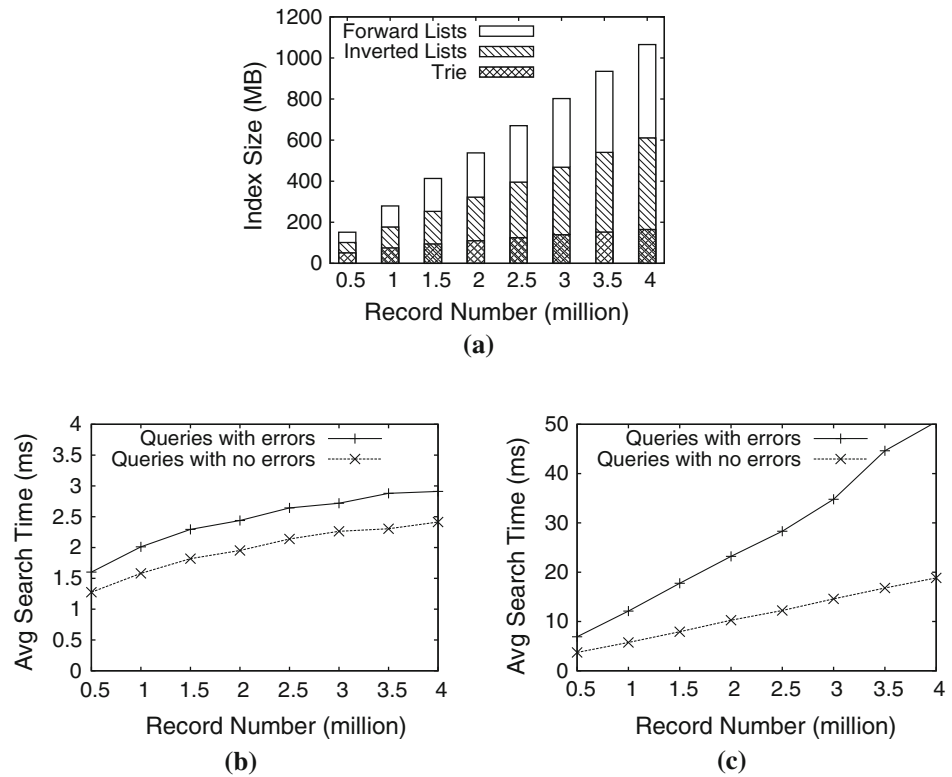 1200
1000
800
600
400
200
0
Index Size (MB)
Forward Lists
Inverted Lists
Trie
0.5 1 1.5 2 2.5 3 3.5 4
Record Number (million)
(a)
4
3.5
3
2.5
2
1.5
1
0.5
0
Avg Search Time (ms)
Queries with errors
Queries with no errors
0.5 1 1.5 2 2.5 3 3.5 4
Record Number (million)
(b)
50
40
30
20
10
0
Avg Search Time (ms)
Queries with errors
Queries with no errors
0.5 1 1.5 2 2.5 3 3.5 4
Record Number (million)
(c)